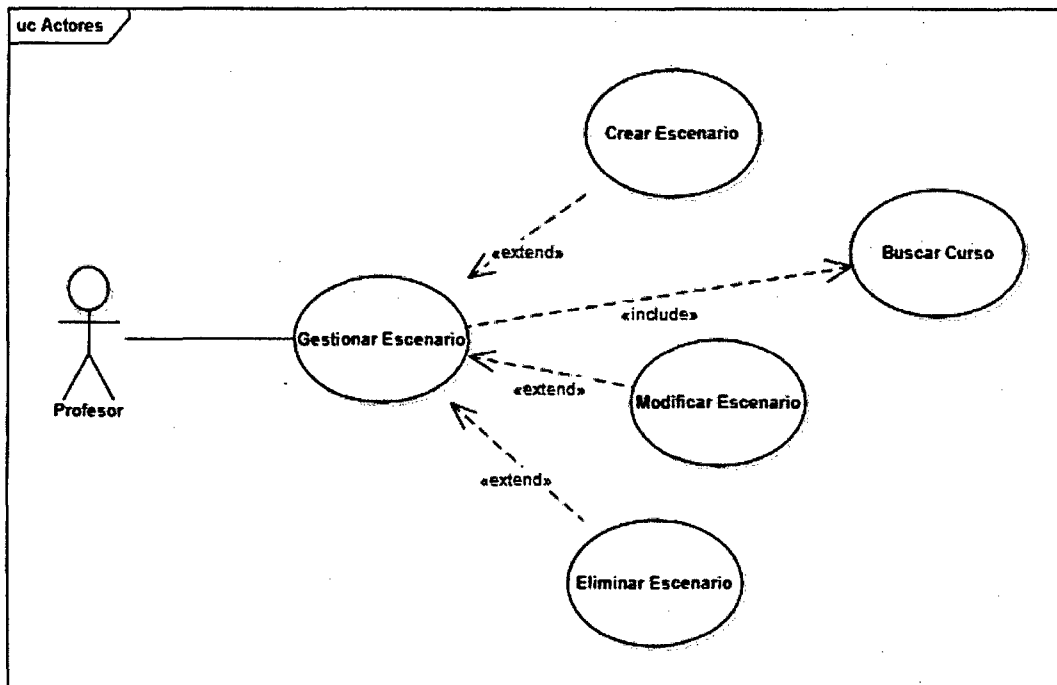 uc Actores
Crear Escenario
«extend»
Buscar Curso
«include»
Gestionar Escenario
«extend»
Modificar Escenario
Profesor
«extend»
Eliminar Escenario